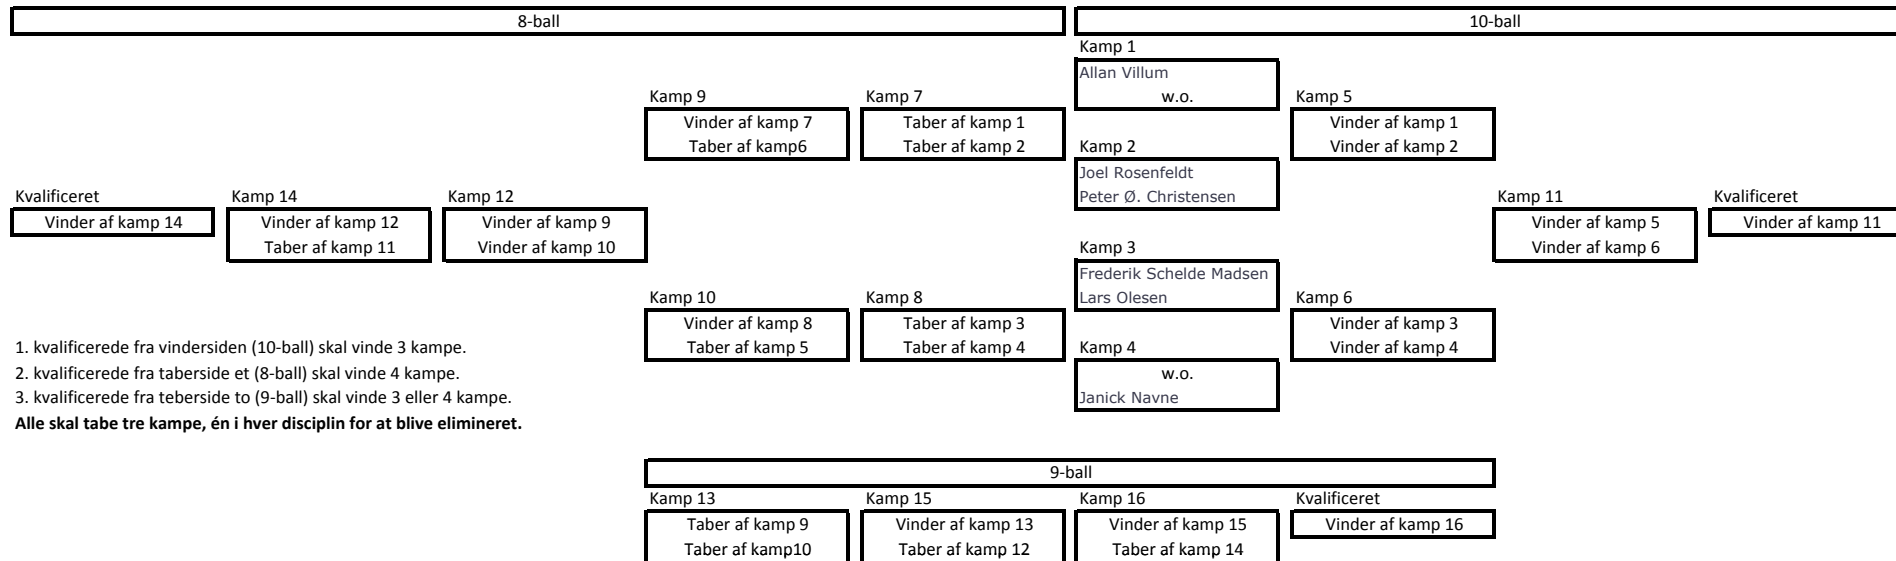 8-ball
10-ball
Kamp 1
Allan Villum
w.o.
Kamp 9
Kamp 7
Kamp 5
Vinder af kamp 7
Taber af kamp6
Taber af kamp 1
Taber af kamp 2
Vinder af kamp 1
Vinder af kamp 2
Kamp 2
Joel Rosenfeldt
Peter Ø. Christensen
Kvalificeret
Vinder af kamp 14
Kamp 14
Vinder af kamp 12
Taber af kamp 11
Kamp 12
Vinder af kamp 9
Vinder af kamp 10
Kamp 11
Vinder af kamp 5
Vinder af kamp 6
Kvalificeret
Vinder af kamp 11
Kamp 3
Frederik Schelde Madsen
Lars Olesen
Kamp 10
Vinder af kamp 8
Taber af kamp 5
Kamp 8
Taber af kamp 3
Taber af kamp 4
Kamp 6
Vinder af kamp 3
Vinder af kamp 4
Kamp 4
w.o.
Janick Navne
1. kvalificerede fra vindersiden (10-ball) skal vinde 3 kampe.
2. kvalificerede fra taberside et (8-ball) skal vinde 4 kampe.
3. kvalificerede fra teberside to (9-ball) skal vinde 3 eller 4 kampe.
Alle skal tabe tre kampe, én i hver disciplin for at blive elimineret.
9-ball
Kamp 13
Taber af kamp 9
Taber af kamp10
Kamp 15
Vinder af kamp 13
Taber af kamp 12
Kamp 16
Vinder af kamp 15
Taber af kamp 14
Kvalificeret
Vinder af kamp 16